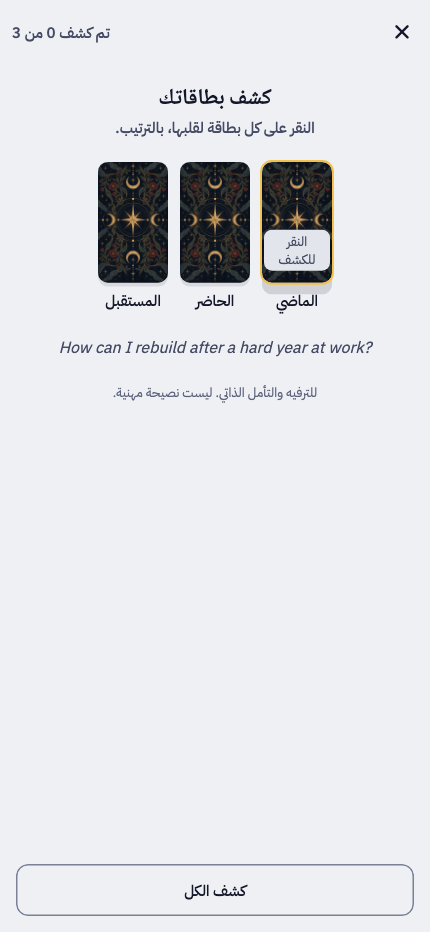 تم كشف 0 من 3
كشف بطاقاتك
النقر على كل بطاقة لقلبها، بالترتيب.
النقر
للكشف
الماضي
الحاضر
المستقبل
How can I rebuild after a hard year at work?
للترفيه والتأمل الذاتي. ليست نصيحة مهنية.
كشف الكل